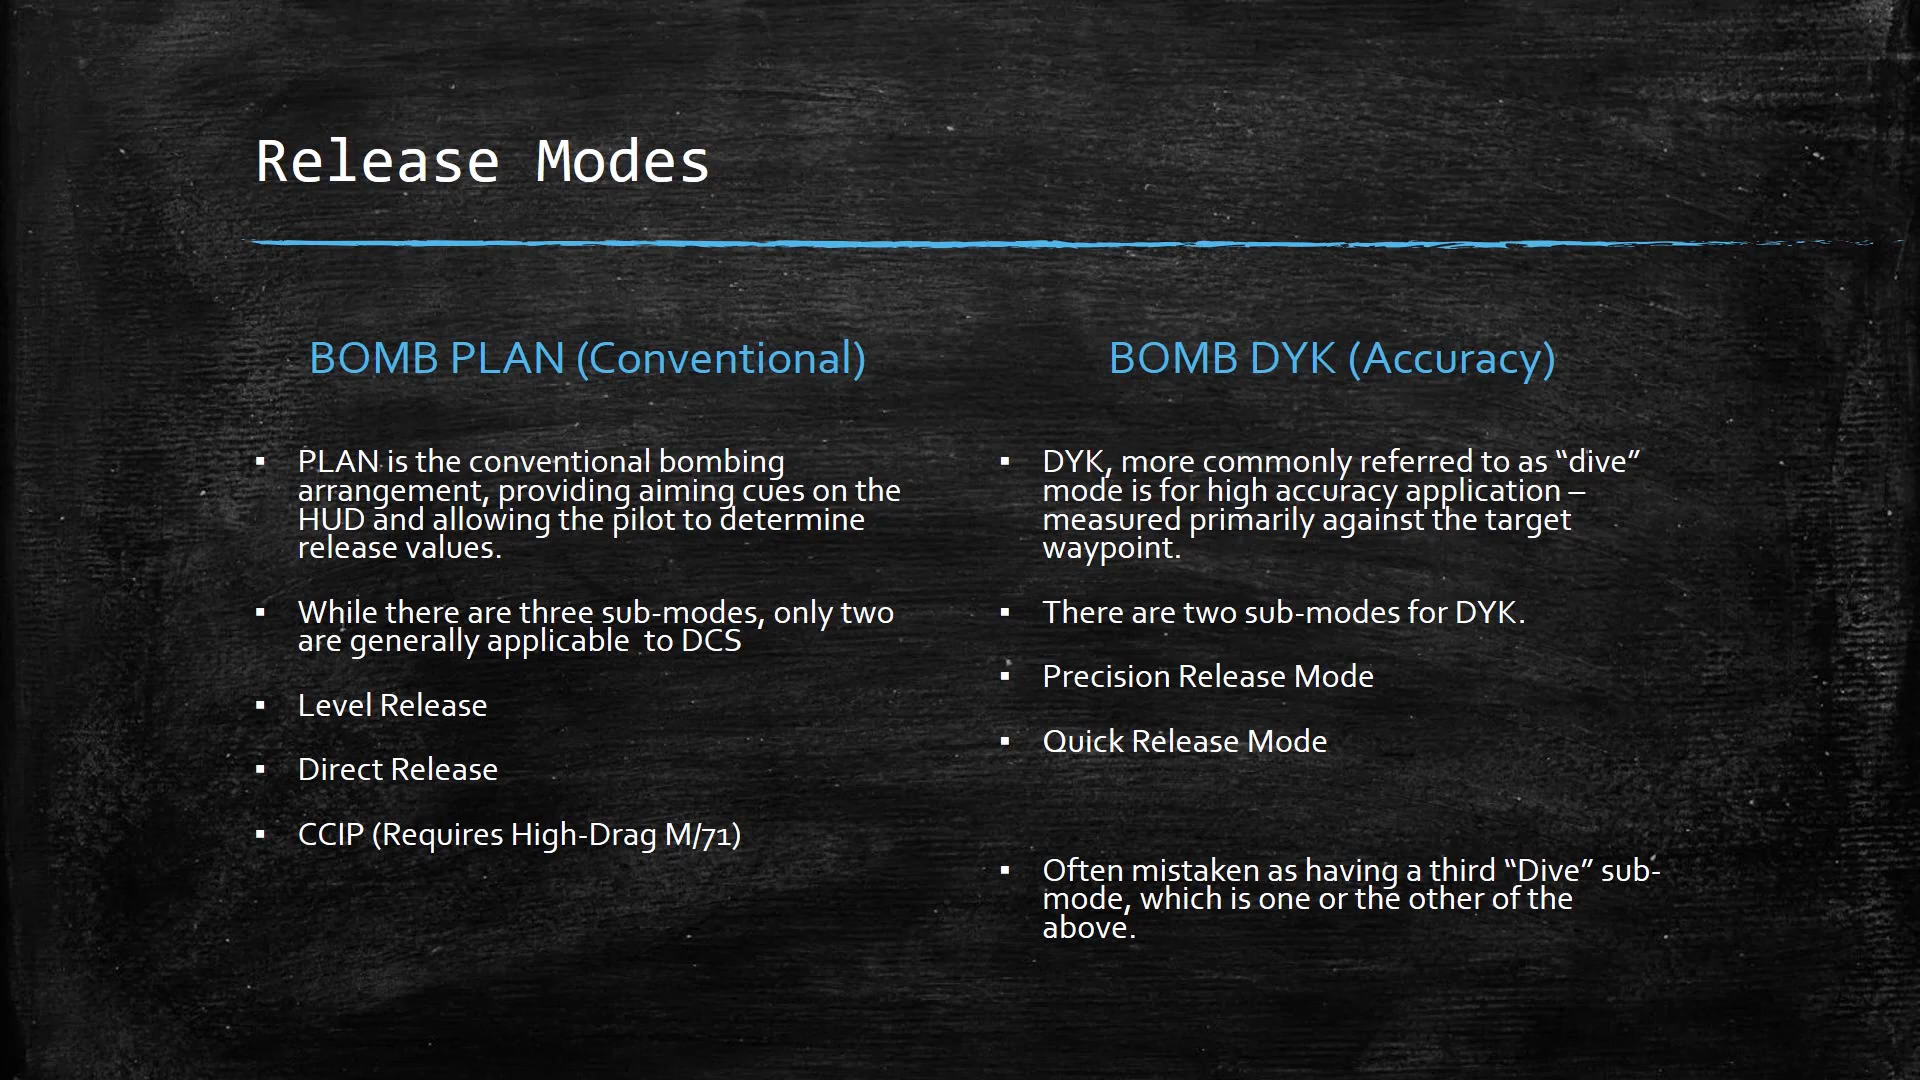 Release Modes
BOMB PLAN (Conventional)
▪ PLAN is the conventional bombing
arrangement, providing aiming cues on the
HUD and allowing the pilot to determine
release values.
▪ While there are three sub-modes, only two
are generally applicable  to DCS
▪ Level Release
▪ Direct Release
▪ CCIP (Requires High-Drag M/71)
BOMB DYK (Accuracy)
▪ DYK, more commonly referred to as “dive”
mode is for high accuracy application –
measured primarily against the target
waypoint.
▪ There are two sub-modes for DYK.
▪ Precision Release Mode
▪ Quick Release Mode
▪ Often mistaken as having a third “Dive” sub-
mode, which is one or the other of the
above.